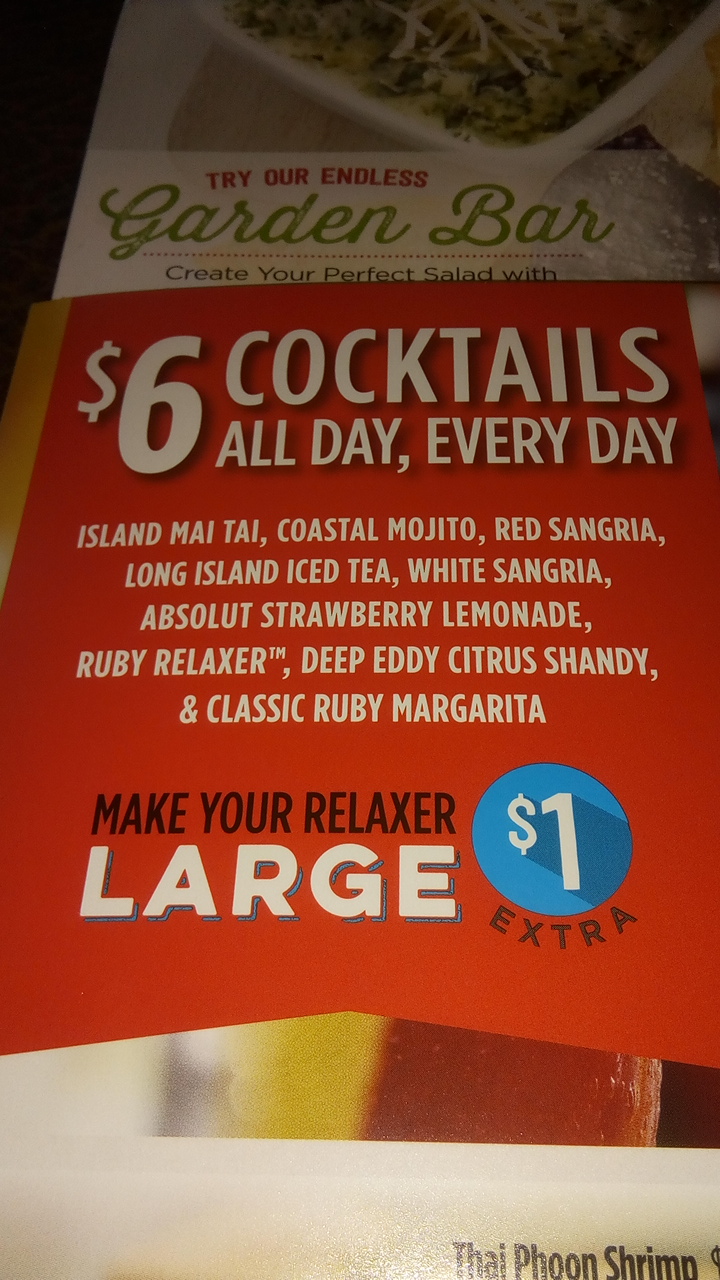 TRY OUR ENDLESS
Garden Bar
Create Your Perfect Salad with
$6 COCKTAILS
ALL DAY, EVERY DAY
ISLAND MAI TAI, COASTAL MOJITO, RED SANGRIA,
LONG ISLAND ICED TEA, WHITE SANGRIA,
ABSOLUT STRAWBERRY LEMONADE,
RUBY RELAXER™, DEEP EDDY CITRUS SHANDY,
& CLASSIC RUBY MARGARITA
MAKE YOUR RELAXER
LARGE
$1
EXTRA
Thai Phoon Shrimp $